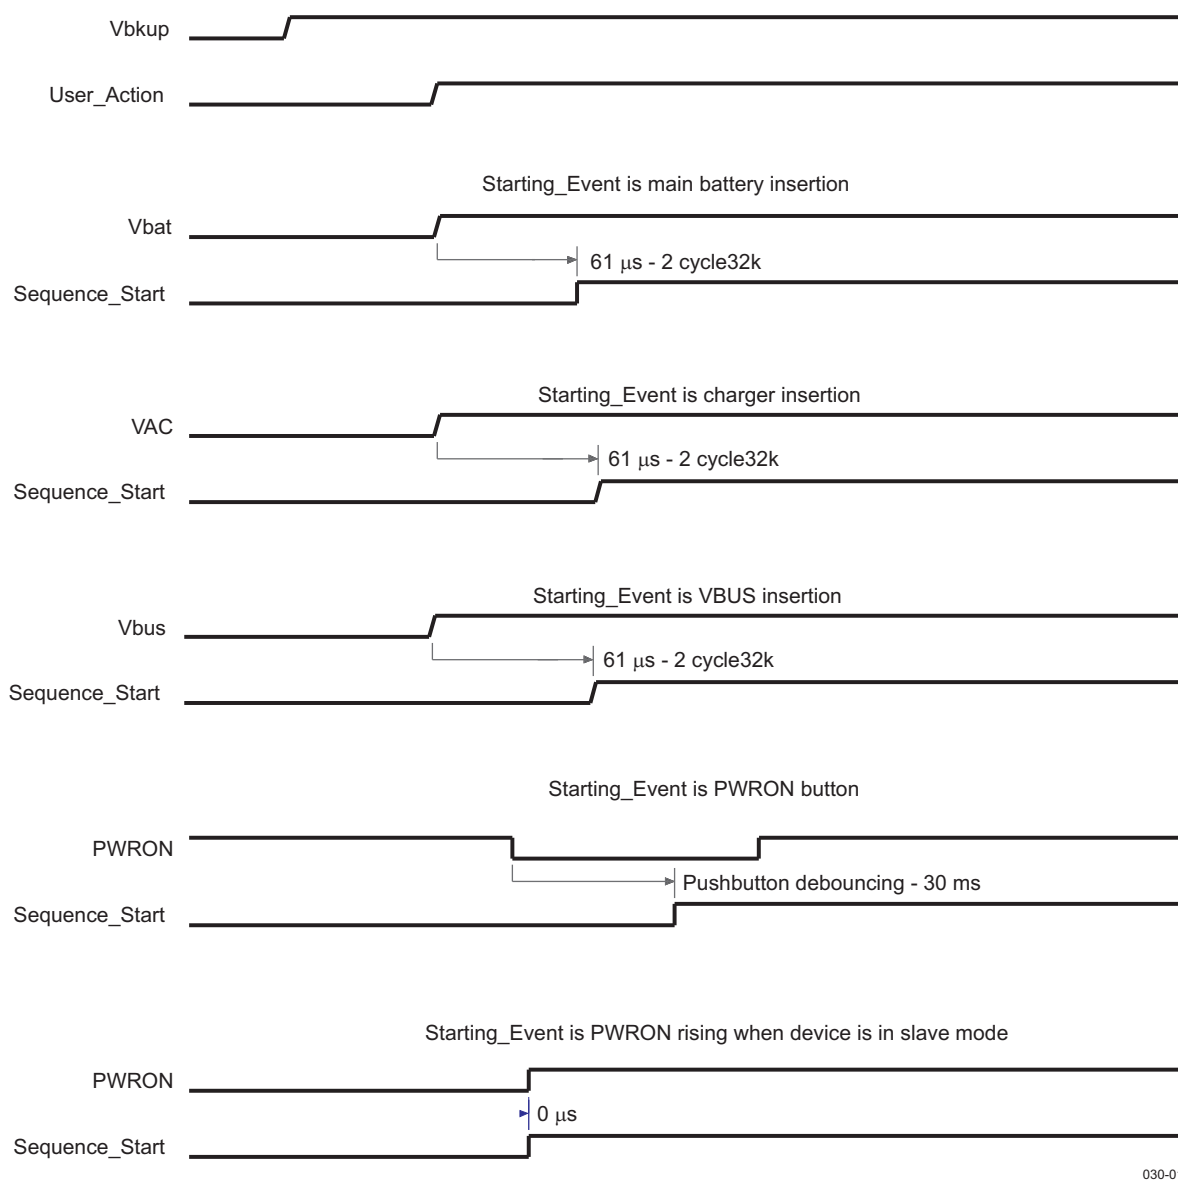 Vbkup
User_Action
Starting_Event is main battery insertion
Vbat
61 μs - 2 cycle32k
Sequence_Start
Starting_Event is charger insertion
VAC
61 μs - 2 cycle32k
Sequence_Start
Starting_Event is VBUS insertion
Vbus
61 μs - 2 cycle32k
Sequence_Start
Starting_Event is PWRON button
PWRON
Pushbutton debouncing - 30 ms
Sequence_Start
Starting_Event is PWRON rising when device is in slave mode
PWRON
0 μs
Sequence_Start